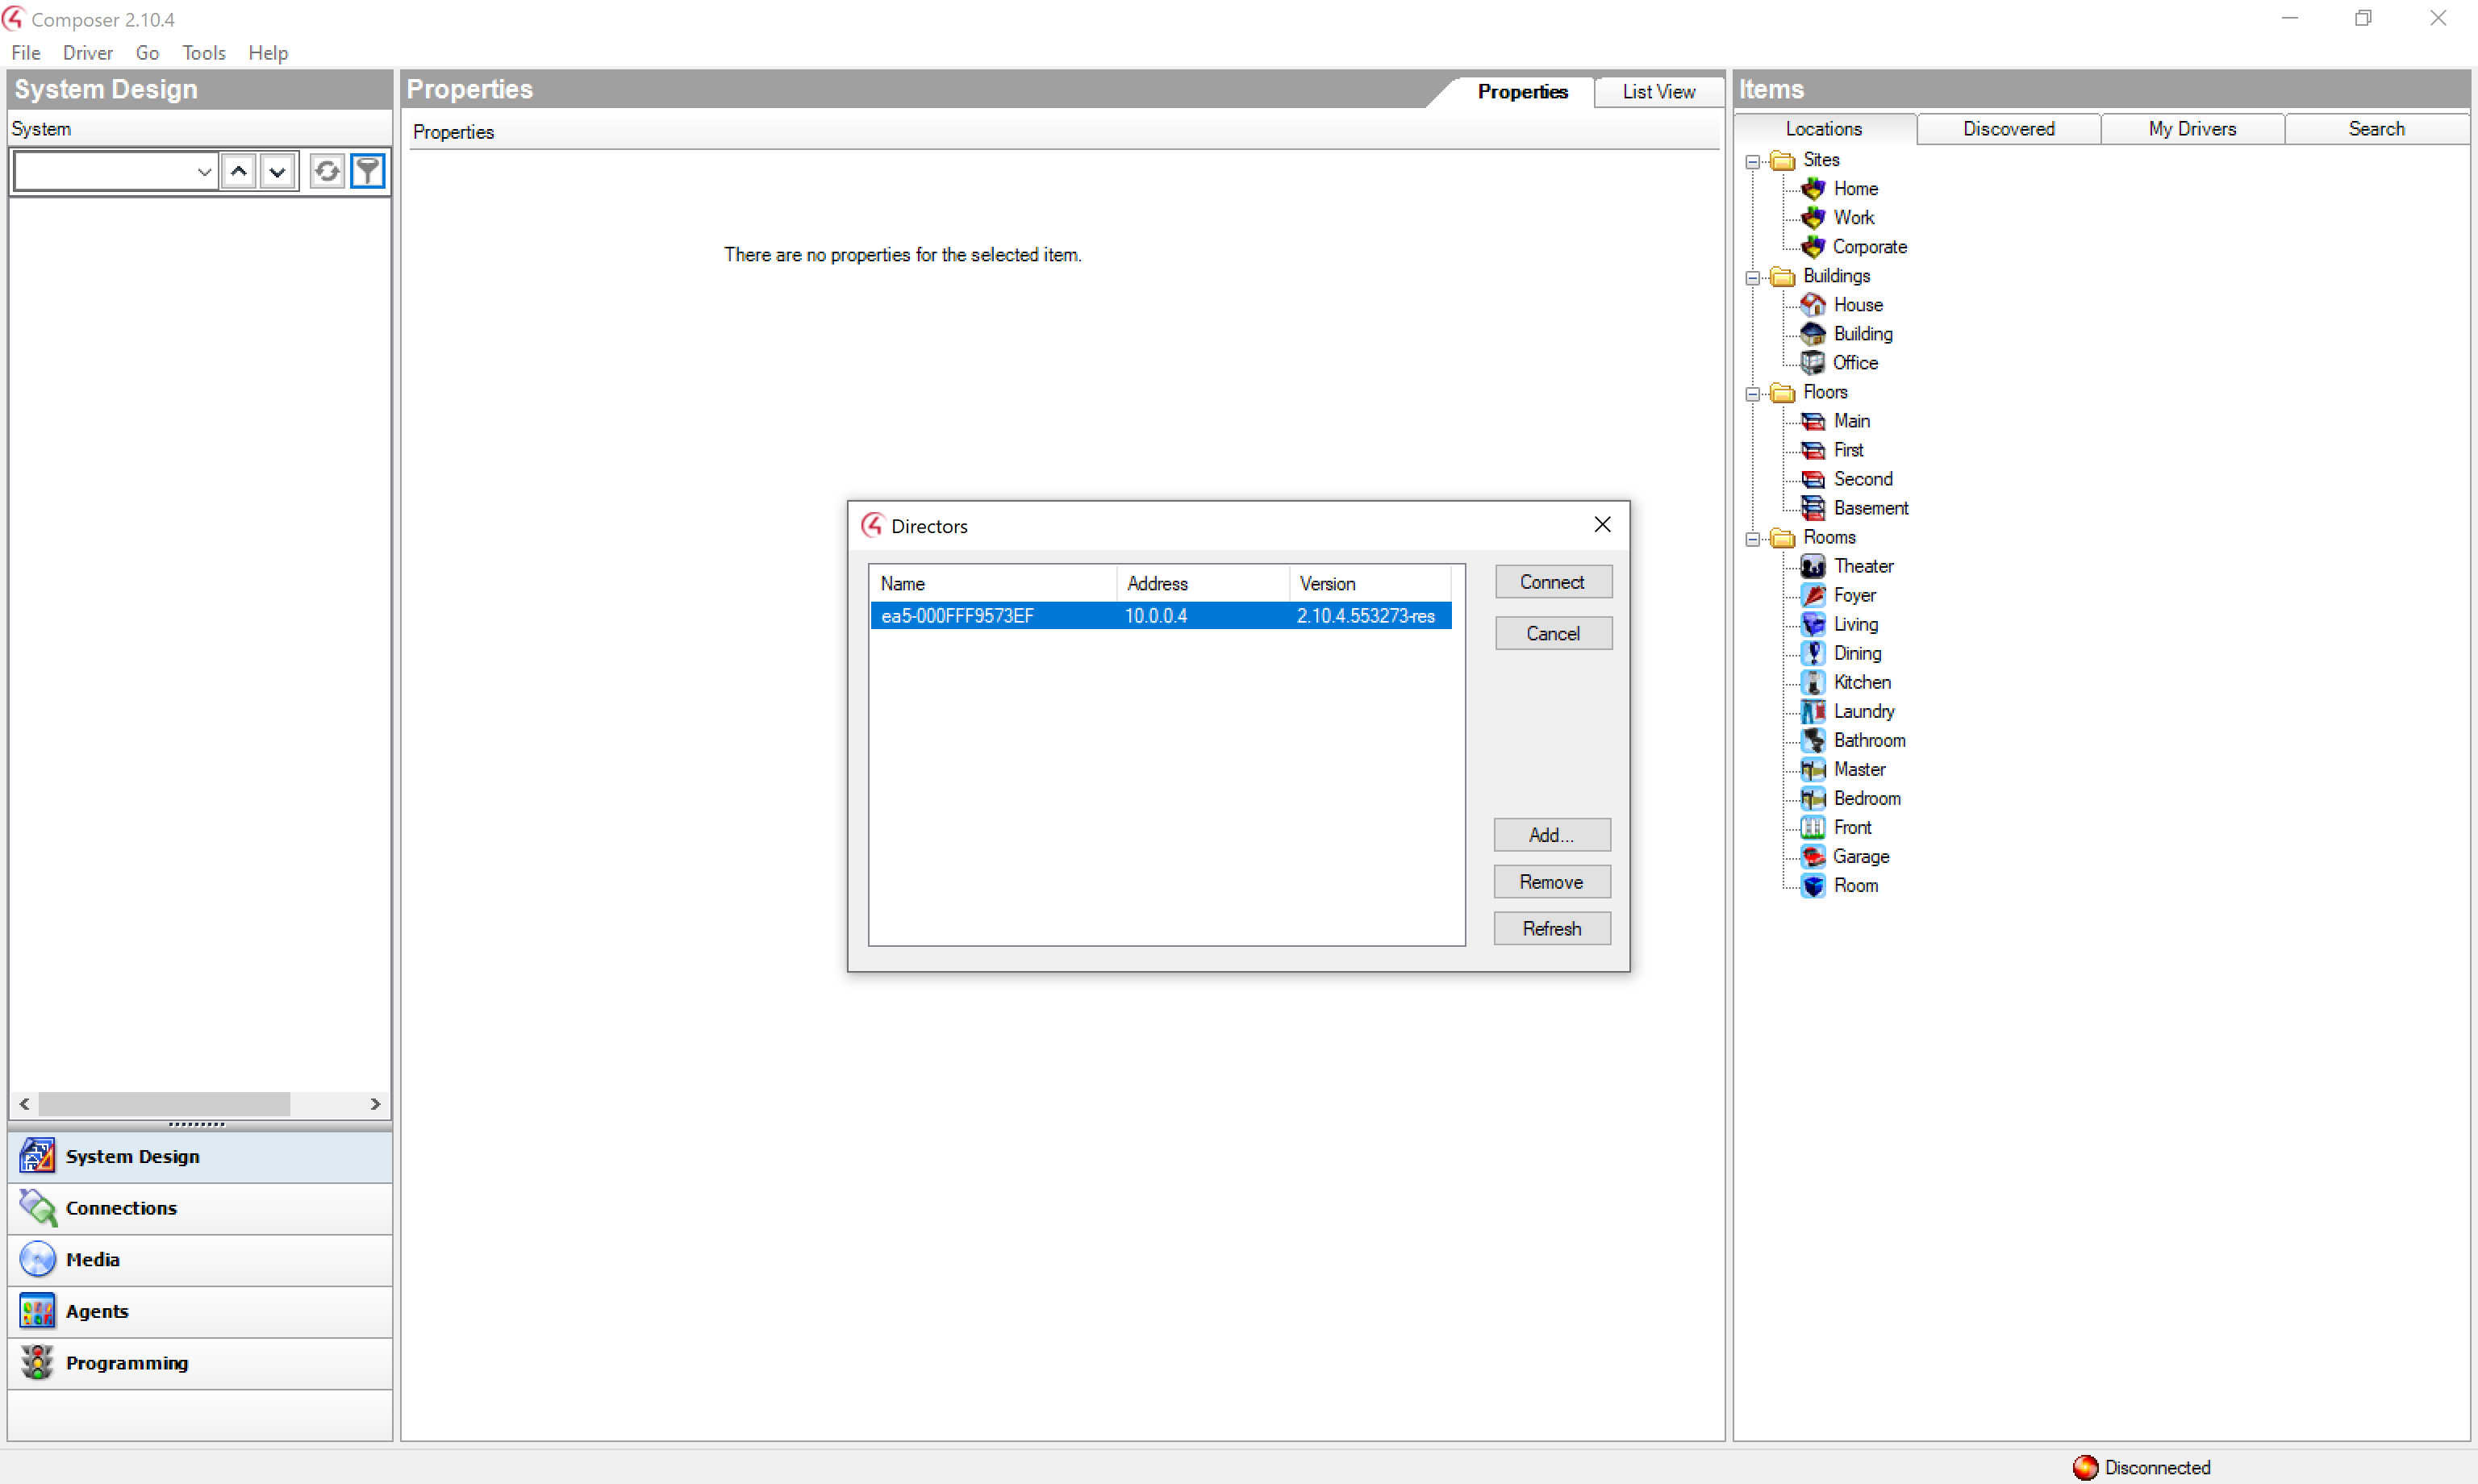 Composer 2.10.4
File Driver Go Tools Help
System Design
System
System Design
Connections
Media
Agents
Programming
Properties
Properties List View
Properties
There are no properties for the selected item.
Directors
Name Address Version
ea5-000FFF9573EF 10.0.0.4 2.10.4.553273-res
Connect
Cancel
Add...
Remove
Refresh
Items
Locations Discovered My Drivers Search
Sites
Home
Work
Corporate
Buildings
House
Building
Office
Floors
Main
First
Second
Basement
Rooms
Theater
Foyer
Living
Dining
Kitchen
Laundry
Bathroom
Master
Bedroom
Front
Garage
Room
Disconnected